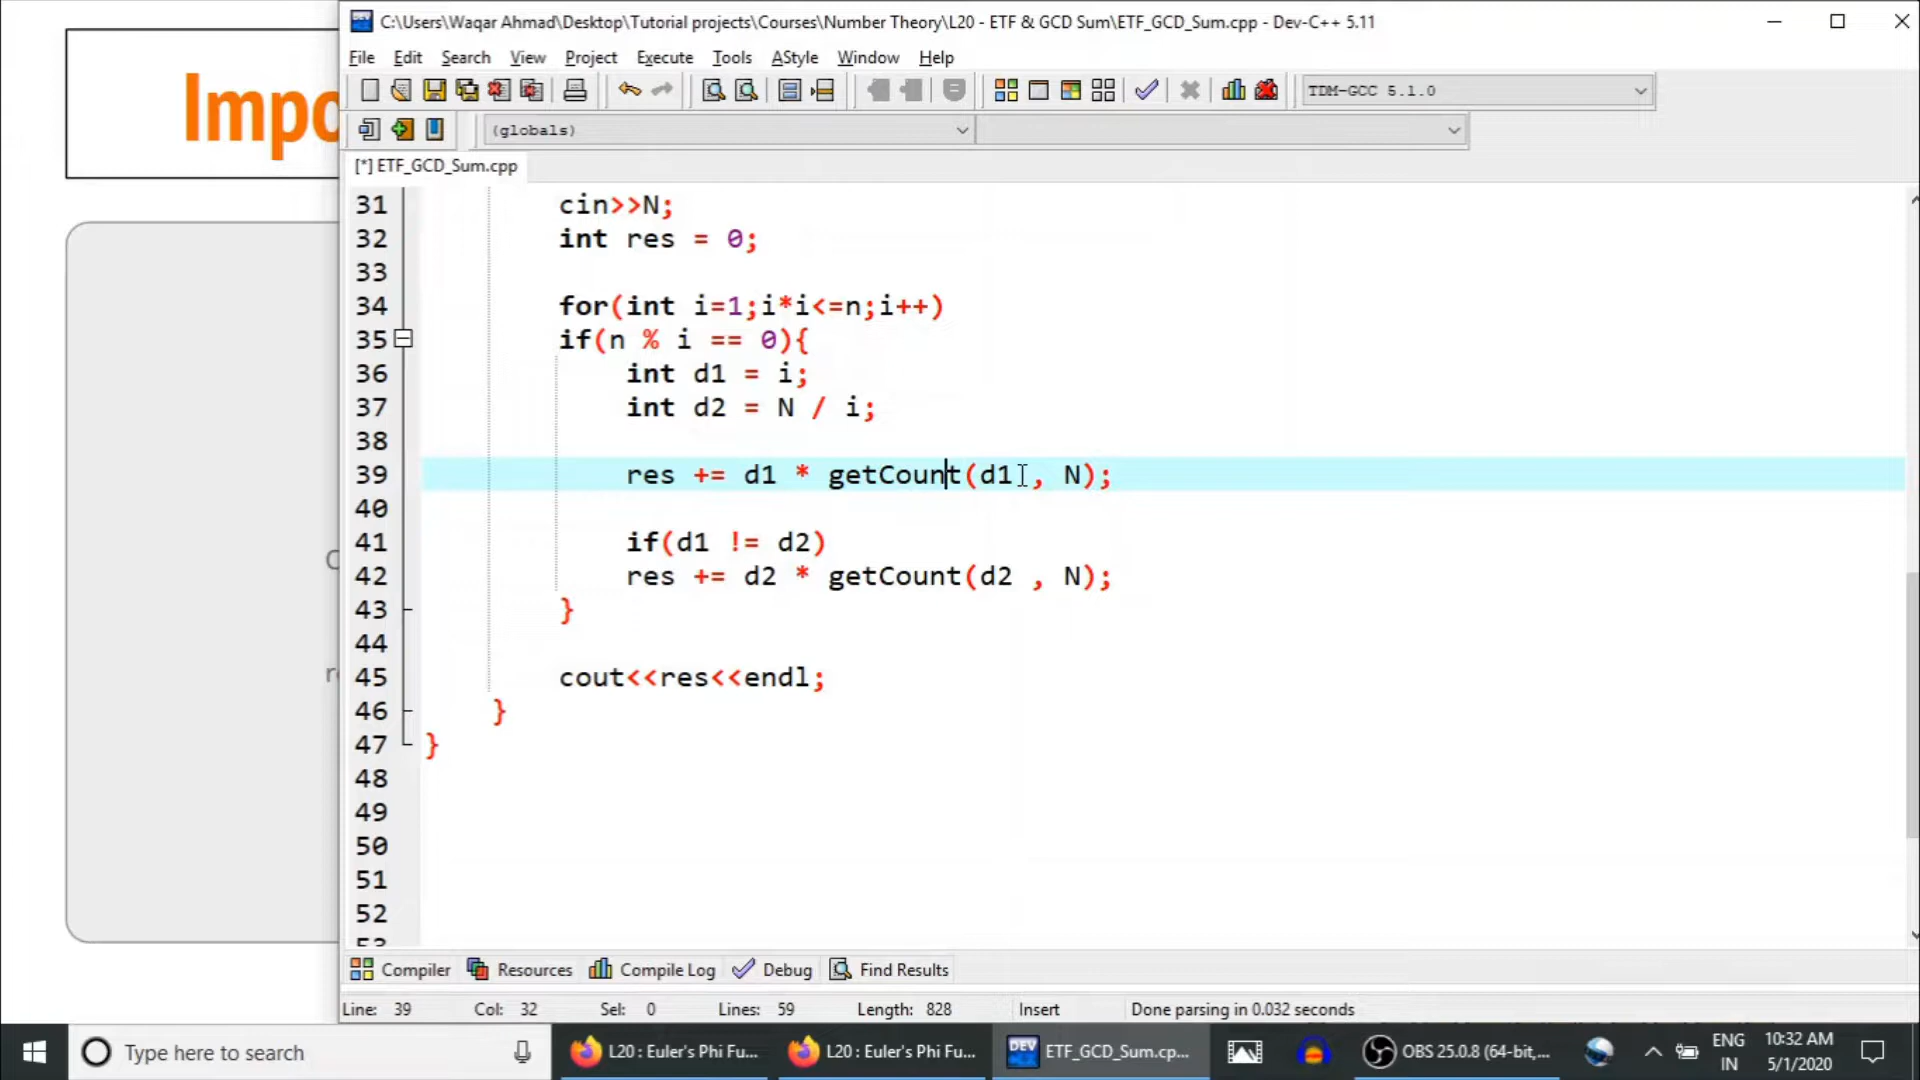 Impo
C:\Users\Waqar Ahmad\Desktop\Tutorial projects\Courses\Number Theory\L20 - ETF & GCD Sum\ETF_GCD_Sum.cpp - Dev-C++ 5.11
File Edit Search View Project Execute Tools AStyle Window Help
TDM-GCC 5.1.0
(globals)
[*] ETF_GCD_Sum.cpp
31 cin>>N;
32 int res = 0;
33
34 for(int i=1;i*i<=n;i++)
35 if(n % i == 0){
36 int d1 = i;
37 int d2 = N / i;
38
39 res += d1 * getCount(d1 , N);
40
41 if(d1 != d2)
42 res += d2 * getCount(d2 , N);
43 }
44
45 cout<<res<<endl;
46 }
47 }
48
49
50
51
52
53
Compiler Resources Compile Log Debug Find Results
Line: 39 Col: 32 Sel: 0 Lines: 59 Length: 828 Insert Done parsing in 0.032 seconds
Type here to search
L20 : Euler's Phi Fu...
L20 : Euler's Phi Fu...
DEV
ETF_GCD_Sum.cp...
OBS 25.0.8 (64-bit,...
ENG
IN
10:32 AM
5/1/2020